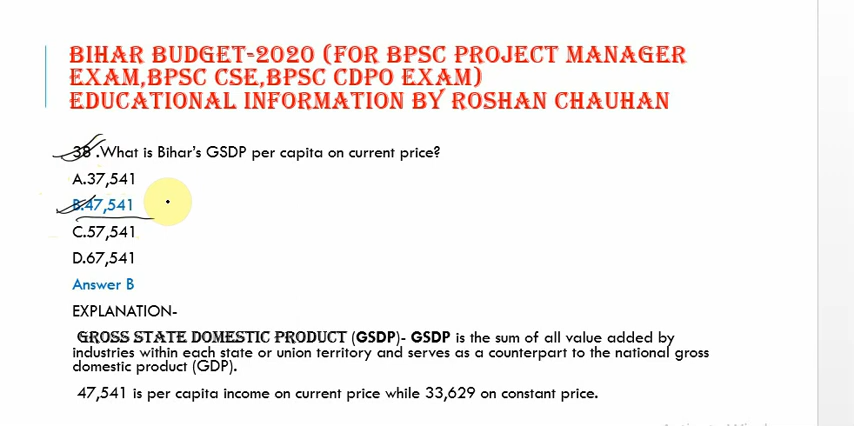 BIHAR BUDGET-2020 (FOR BPSC PROJECT MANAGER
EXAM,BPSC CSE,BPSC CDPO EXAM)
EDUCATIONAL INFORMATION BY ROSHAN CHAUHAN
38 .What is Bihar's GSDP per capita on current price?
A.37,541
B.47,541
C.57,541
D.67,541
Answer B
EXPLANATION-
GROSS STATE DOMESTIC PRODUCT (GSDP)- GSDP is the sum of all value added by
industries within each state or union territory and serves as a counterpart to the national gross
domestic product (GDP).
47,541 is per capita income on current price while 33,629 on constant price.